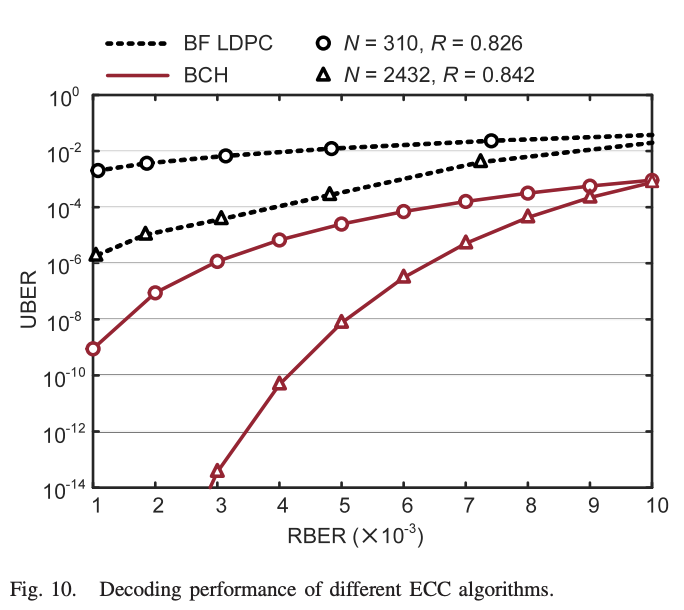 BF LDPC N = 310, R = 0.826
BCH N = 2432, R = 0.842
10⁰
10⁻²
10⁻⁴
10⁻⁶
10⁻⁸
10⁻¹⁰
10⁻¹²
10⁻¹⁴
UBER
1 2 3 4 5 6 7 8 9 10
RBER (×10⁻³)
Fig. 10. Decoding performance of different ECC algorithms.